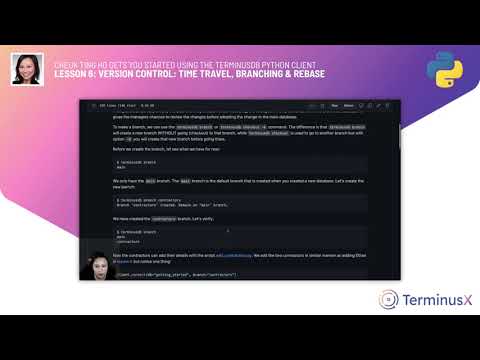 CHEUK TING HO GETS YOU STARTED USING THE TERMINUSDB PYTHON CLIENT
LESSON 6: VERSION CONTROL: TIME TRAVEL, BRANCHING & REBASE
gives the managers chances to review the changes before adopting the change in the main database.
To make a branch, we can use the terminusdb branch or terminusdb checkout -b command. The difference is that terminusdb branch
will create a new branch WITHOUT going to that branch, while terminusdb checkout is used to go to another branch but with
option -b you will create that new branch before going there.
Before we create the branch, let see what we have for now:
$ terminusdb branch
main
We only have the main branch. The main branch is the default branch that is created when you created a new database. Let's create the
new branch:
$ terminusdb branch contractors
Branch 'contractors' created. Remain on 'main' branch.
We have created the contractors branch. Let's verify:
$ terminusdb branch
main
contractors
Now the contractors can add their details with the script
We add the two contractors in similar manner as adding Ethan
in but notice one thing:
client.connect(db="getting_started", branch="contractors")
TerminusX